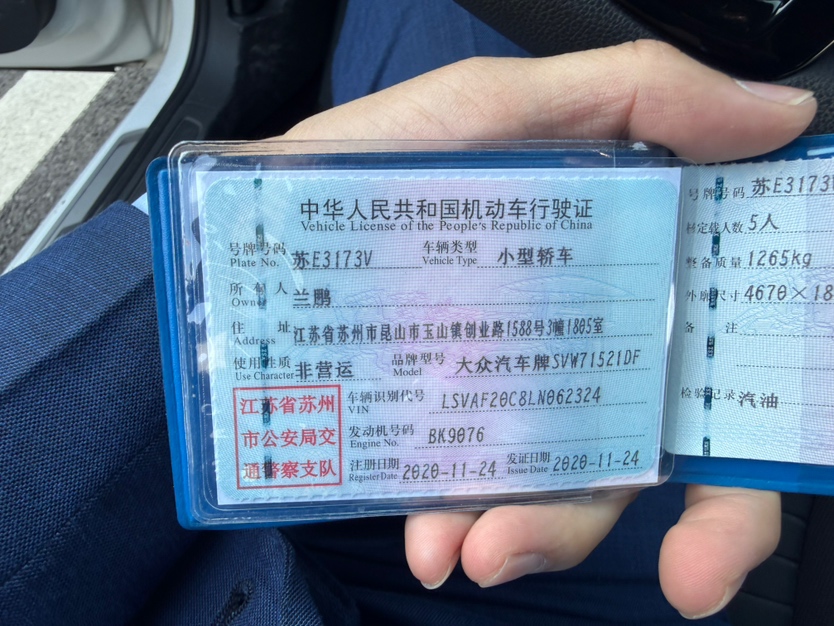 中华人民共和国机动车行驶证
Vehicle License of the People's Republic of China
号牌号码 苏E3173V 车辆类型 小型轿车
Plate No. Vehicle Type
所有人 兰鹏
Owner
住址 江苏省苏州市昆山市玉山镇创业路1588号3幢1805室
Address
使用性质 非营运 品牌型号 大众汽车牌SVW71521DF
Use Character Model
江苏省苏州
市公安局交
通警察支队
车辆识别代号 LSVAF20C8LN062324
VIN
发动机号码 BK9076
Engine No.
注册日期 2020-11-24 发证日期 2020-11-24
Register Date Issue Date
号牌号码 苏E3173
核定载人数 5人
整备质量 1265kg
外廓尺寸 4670×18
备注
检验记录 汽油